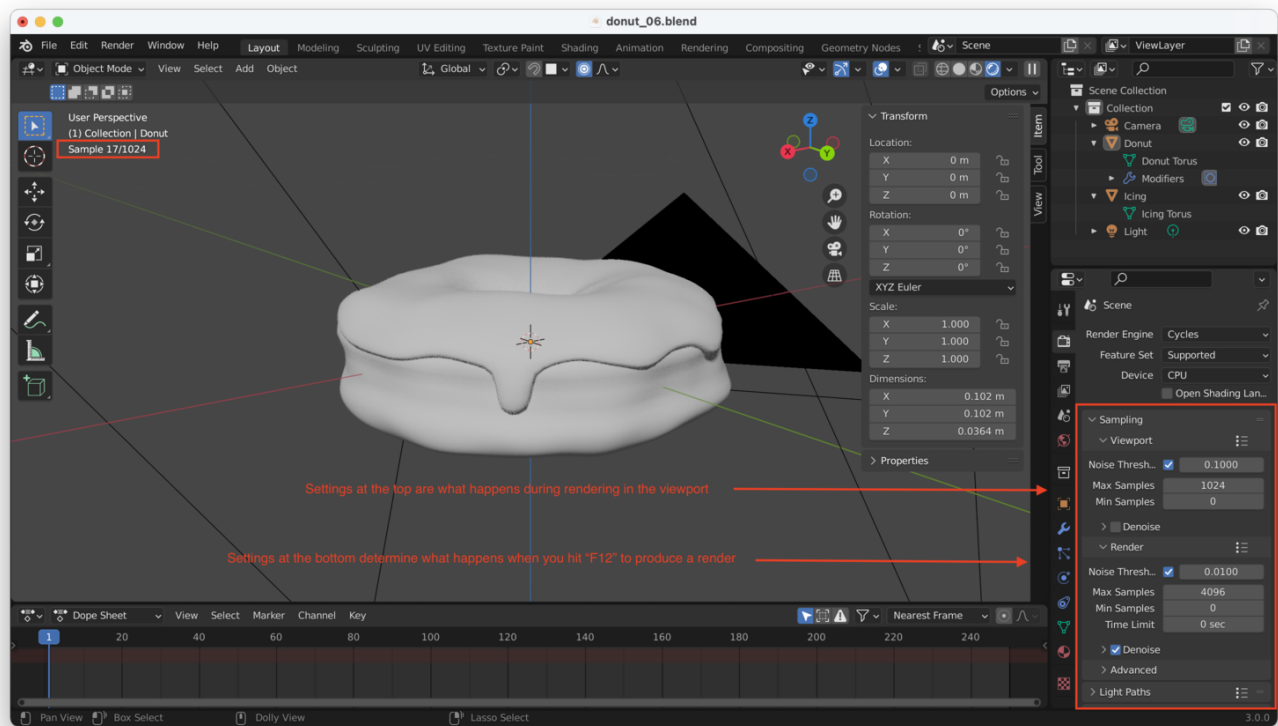 donut_06.blend
File Edit Render Window Help Layout Modeling Sculpting UV Editing Texture Paint Shading Animation Rendering Compositing Geometry Nodes Scene ViewLayer
Object Mode View Select Add Object Global
Options
User Perspective
(1) Collection | Donut
Sample 17/1024
Z
X
Y
Transform
Location:
X 0 m
Y 0 m
Z 0 m
Rotation:
X 0°
Y 0°
Z 0°
XYZ Euler
Scale:
X 1.000
Y 1.000
Z 1.000
Dimensions:
X 0.102 m
Y 0.102 m
Z 0.0364 m
Properties
Item
Tool
View
Scene Collection
Collection
Camera
Donut
Donut Torus
Modifiers
Icing
Icing Torus
Light
Scene
Render Engine Cycles
Feature Set Supported
Device CPU
Open Shading Lan...
Sampling
Viewport
Noise Thresh... 0.1000
Max Samples 1024
Min Samples 0
Denoise
Render
Noise Thresh... 0.0100
Max Samples 4096
Min Samples 0
Time Limit 0 sec
Denoise
Advanced
Light Paths
Settings at the top are what happens during rendering in the viewport
Settings at the bottom determine what happens when you hit “F12” to produce a render
Dope Sheet View Select Marker Channel Key Nearest Frame
1 20 40 60 80 100 120 140 160 180 200 220 240
Pan View Box Select Dolly View Lasso Select 3.0.0